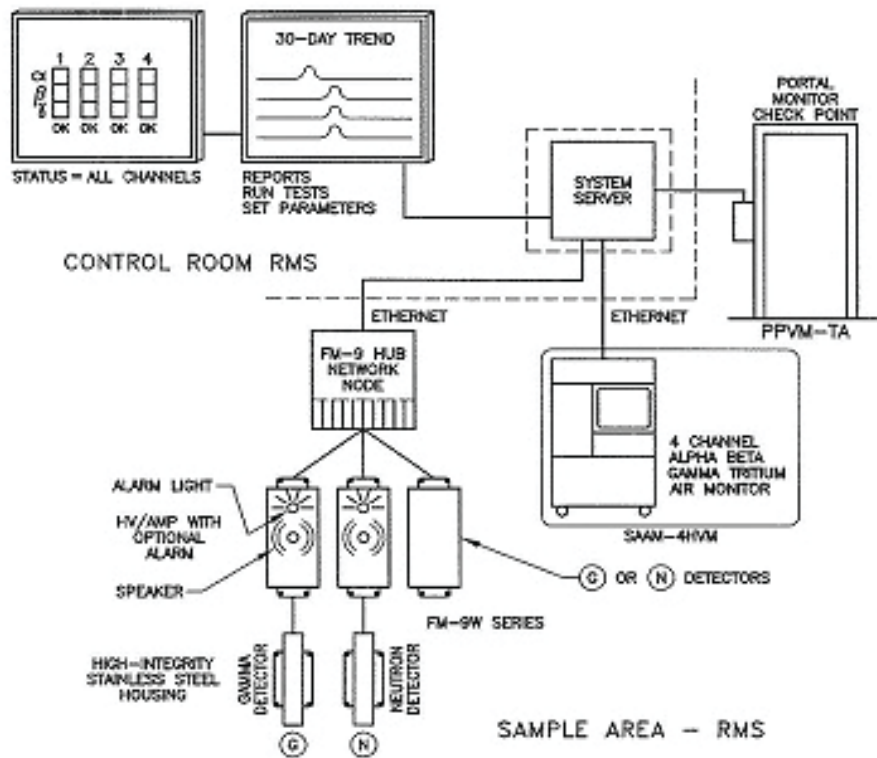 1 2 3 4
OK OK OK OK
STATUS = ALL CHANNELS
30-DAY TREND
REPORTS
RUN TESTS
SET PARAMETERS
CONTROL ROOM RMS
SYSTEM
SERVER
PORTAL
MONITOR
CHECK POINT
PPVM-TA
ETHERNET
ETHERNET
FM-9 HUB
NETWORK
NODE
4 CHANNEL
ALPHA BETA
GAMMA TRITIUM
AIR MONITOR
SAAM-4HVM
ALARM LIGHT
HV/AMP WITH
OPTIONAL
ALARM
SPEAKER
G OR N DETECTORS
FM-9W SERIES
HIGH-INTEGRITY
STAINLESS STEEL
HOUSING
GAMMA
DETECTOR
NEUTRON
DETECTOR
G N
SAMPLE AREA - RMS